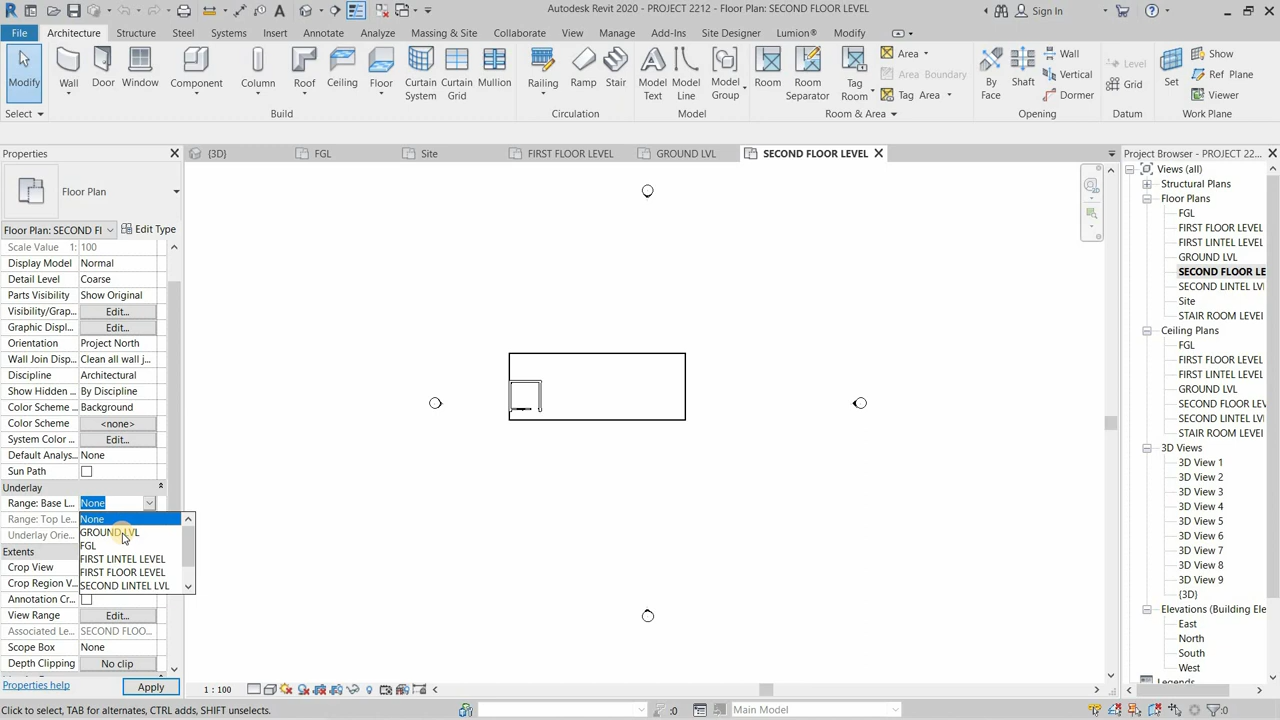 Autodesk Revit 2020 - PROJECT 2212 - Floor Plan: SECOND FLOOR LEVEL
Sign In
File Architecture Structure Steel Systems Insert Annotate Analyze Massing & Site Collaborate View Manage Add-Ins Site Designer Lumion® Modify
Modify
Wall
Door
Window
Component
Column
Roof
Ceiling
Floor
Curtain System
Curtain Grid
Mullion
Railing
Ramp
Stair
Model Text
Model Line
Model Group
Room
Room Separator
Tag Room
Area
Area Boundary
Tag Area
By Face
Shaft
Wall
Vertical
Dormer
Level
Grid
Set
Show
Ref Plane
Viewer
Select Build Circulation Model Room & Area Opening Datum Work Plane
Properties
{3D} FGL Site FIRST FLOOR LEVEL GROUND LVL SECOND FLOOR LEVEL
Floor Plan
Floor Plan: SECOND Fl Edit Type
Scale Value 1: 100
Display Model Normal
Detail Level Coarse
Parts Visibility Show Original
Visibility/Grap... Edit...
Graphic Displ... Edit...
Orientation Project North
Wall Join Disp... Clean all wall j...
Discipline Architectural
Show Hidden By Discipline
Color Scheme Background
Color Scheme <none>
System Color ... Edit...
Default Analys... None
Sun Path
Underlay
Range: Base L... None
Range: Top Le...
Underlay Orie...
None
GROUND LVL
FGL
FIRST LINTEL LEVEL
FIRST FLOOR LEVEL
SECOND LINTEL LVL
Extents
Crop View
Crop Region V
Annotation Cr...
View Range Edit...
Associated Le... SECOND FLOO...
Scope Box None
Depth Clipping No clip
Properties help Apply
1 : 100
Project Browser - PROJECT 22...
Views (all)
Structural Plans
Floor Plans
FGL
FIRST FLOOR LEVEL
FIRST LINTEL LEVEL
GROUND LVL
SECOND FLOOR LE
SECOND LINTEL LVL
Site
STAIR ROOM LEVEL
Ceiling Plans
FGL
FIRST FLOOR LEVEL
FIRST LINTEL LEVEL
GROUND LVL
SECOND FLOOR LEV
SECOND LINTEL LVL
STAIR ROOM LEVEL
3D Views
3D View 1
3D View 2
3D View 3
3D View 4
3D View 5
3D View 6
3D View 7
3D View 8
3D View 9
{3D}
Elevations (Building Ele
East
North
South
West
Legends
Click to select, TAB for alternates, CTRL adds, SHIFT unselects.
:0
Main Model
:0